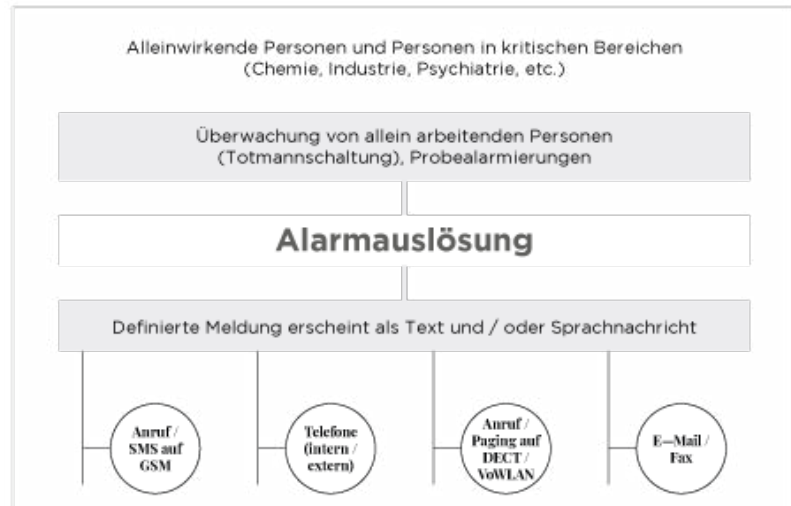 Alleinwirkende Personen und Personen in kritischen Bereichen
(Chemie, Industrie, Psychiatrie, etc.)
Überwachung von allein arbeitenden Personen
(Totmannschaltung), Probealarmierungen
Alarmauslösung
Definierte Meldung erscheint als Text und / oder Sprachnachricht
Anruf /
SMS auf
GSM
Telefone
(intern /
extern)
Anruf /
Paging auf
DECT /
VoWLAN
E—Mail /
Fax